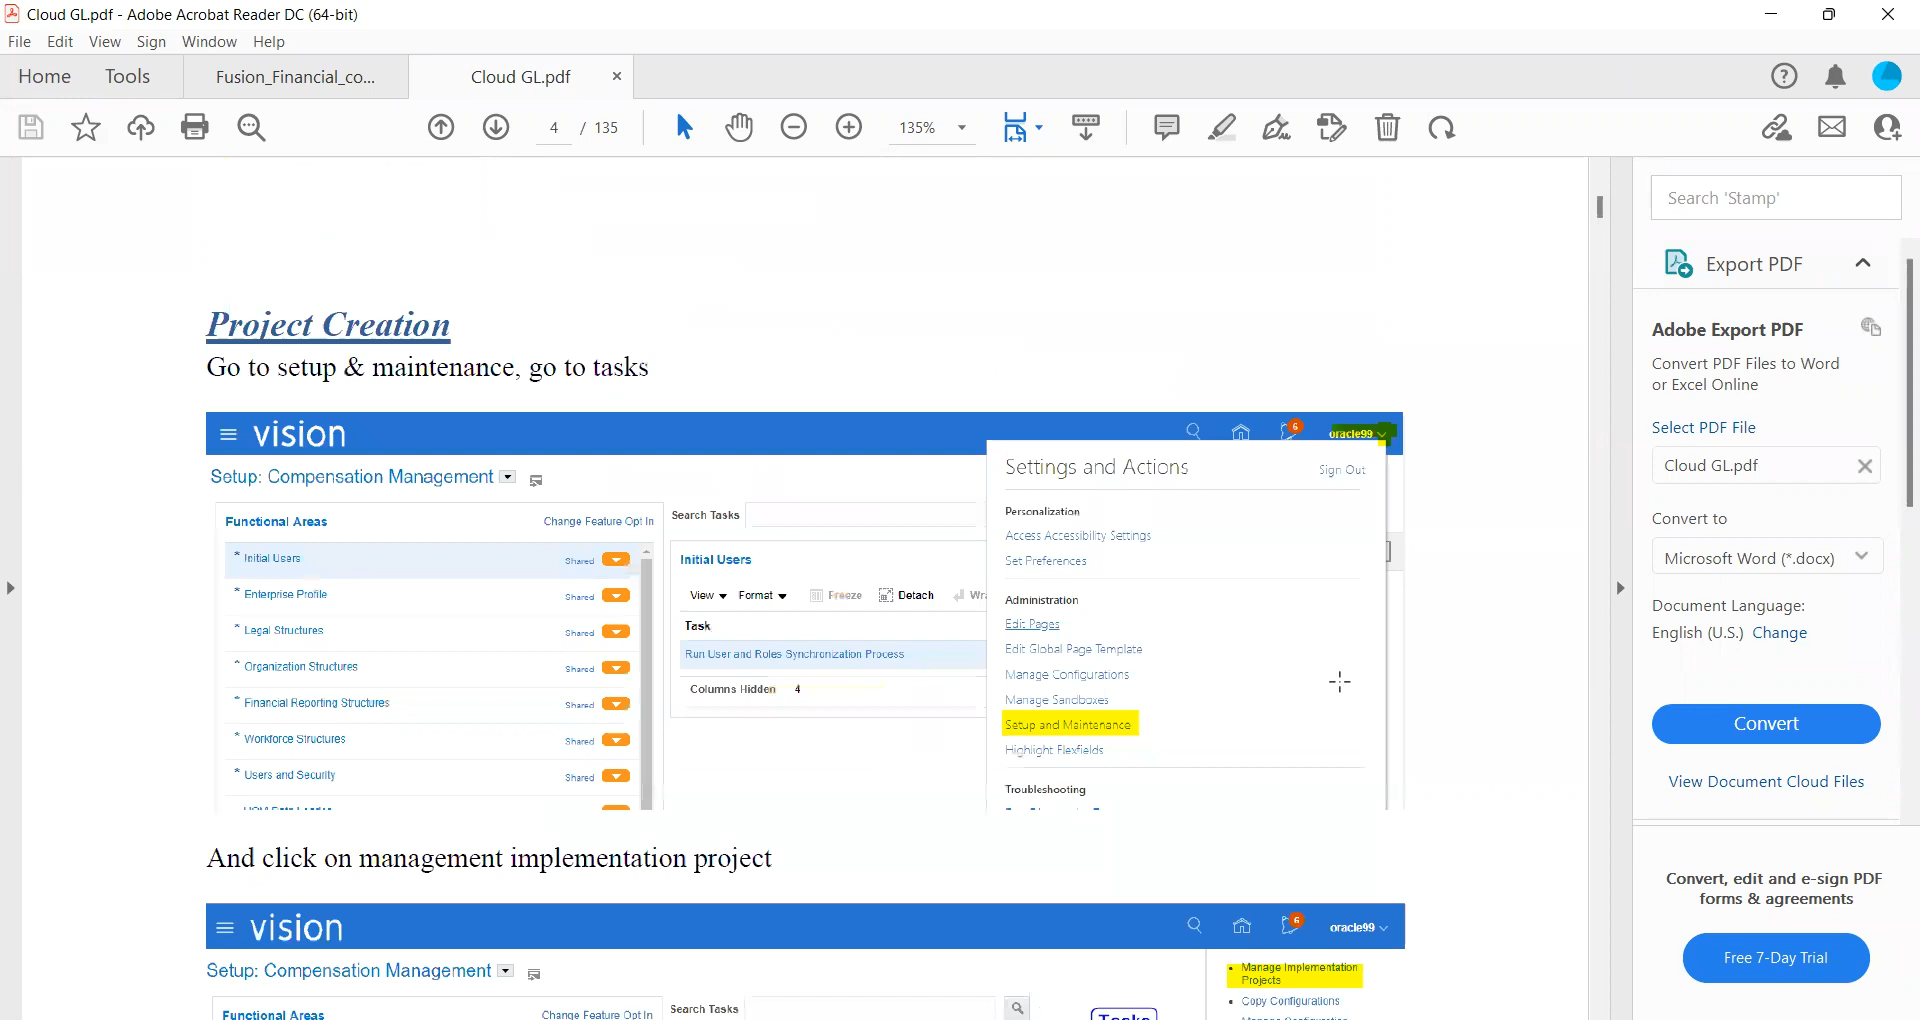 Cloud GL.pdf - Adobe Acrobat Reader DC (64-bit)
File Edit View Sign Window Help
Home Tools Fusion_Financial_co... Cloud GL.pdf ×
4 / 135 135%
Project Creation
Go to setup & maintenance, go to tasks
vision 6 oracle99
Setup: Compensation Management
Settings and Actions Sign Out
Functional Areas Change Feature Opt In
Search Tasks
Personalization
Access Accessibility Settings
Set Preferences
* Initial Users Shared
* Enterprise Profile Shared
* Legal Structures Shared
* Organization Structures Shared
* Financial Reporting Structures Shared
* Workforce Structures Shared
* Users and Security Shared
Initial Users
View Format Freeze Detach Wra
Task
Run User and Roles Synchronization Process
Columns Hidden 4
Administration
Edit Pages
Edit Global Page Template
Manage Configurations
Manage Sandboxes
Setup and Maintenance
Highlight Flexfields
Troubleshooting
And click on management implementation project
vision 6 oracle99
Setup: Compensation Management
Functional Areas Change Feature Opt In
Search Tasks
Tasks
• Manage Implementation
Projects
• Copy Configurations
Search 'Stamp'
Export PDF
Adobe Export PDF
Convert PDF Files to Word
or Excel Online
Select PDF File
Cloud GL.pdf
Convert to
Microsoft Word (*.docx)
Document Language:
English (U.S.) Change
Convert
View Document Cloud Files
Convert, edit and e-sign PDF
forms & agreements
Free 7-Day Trial